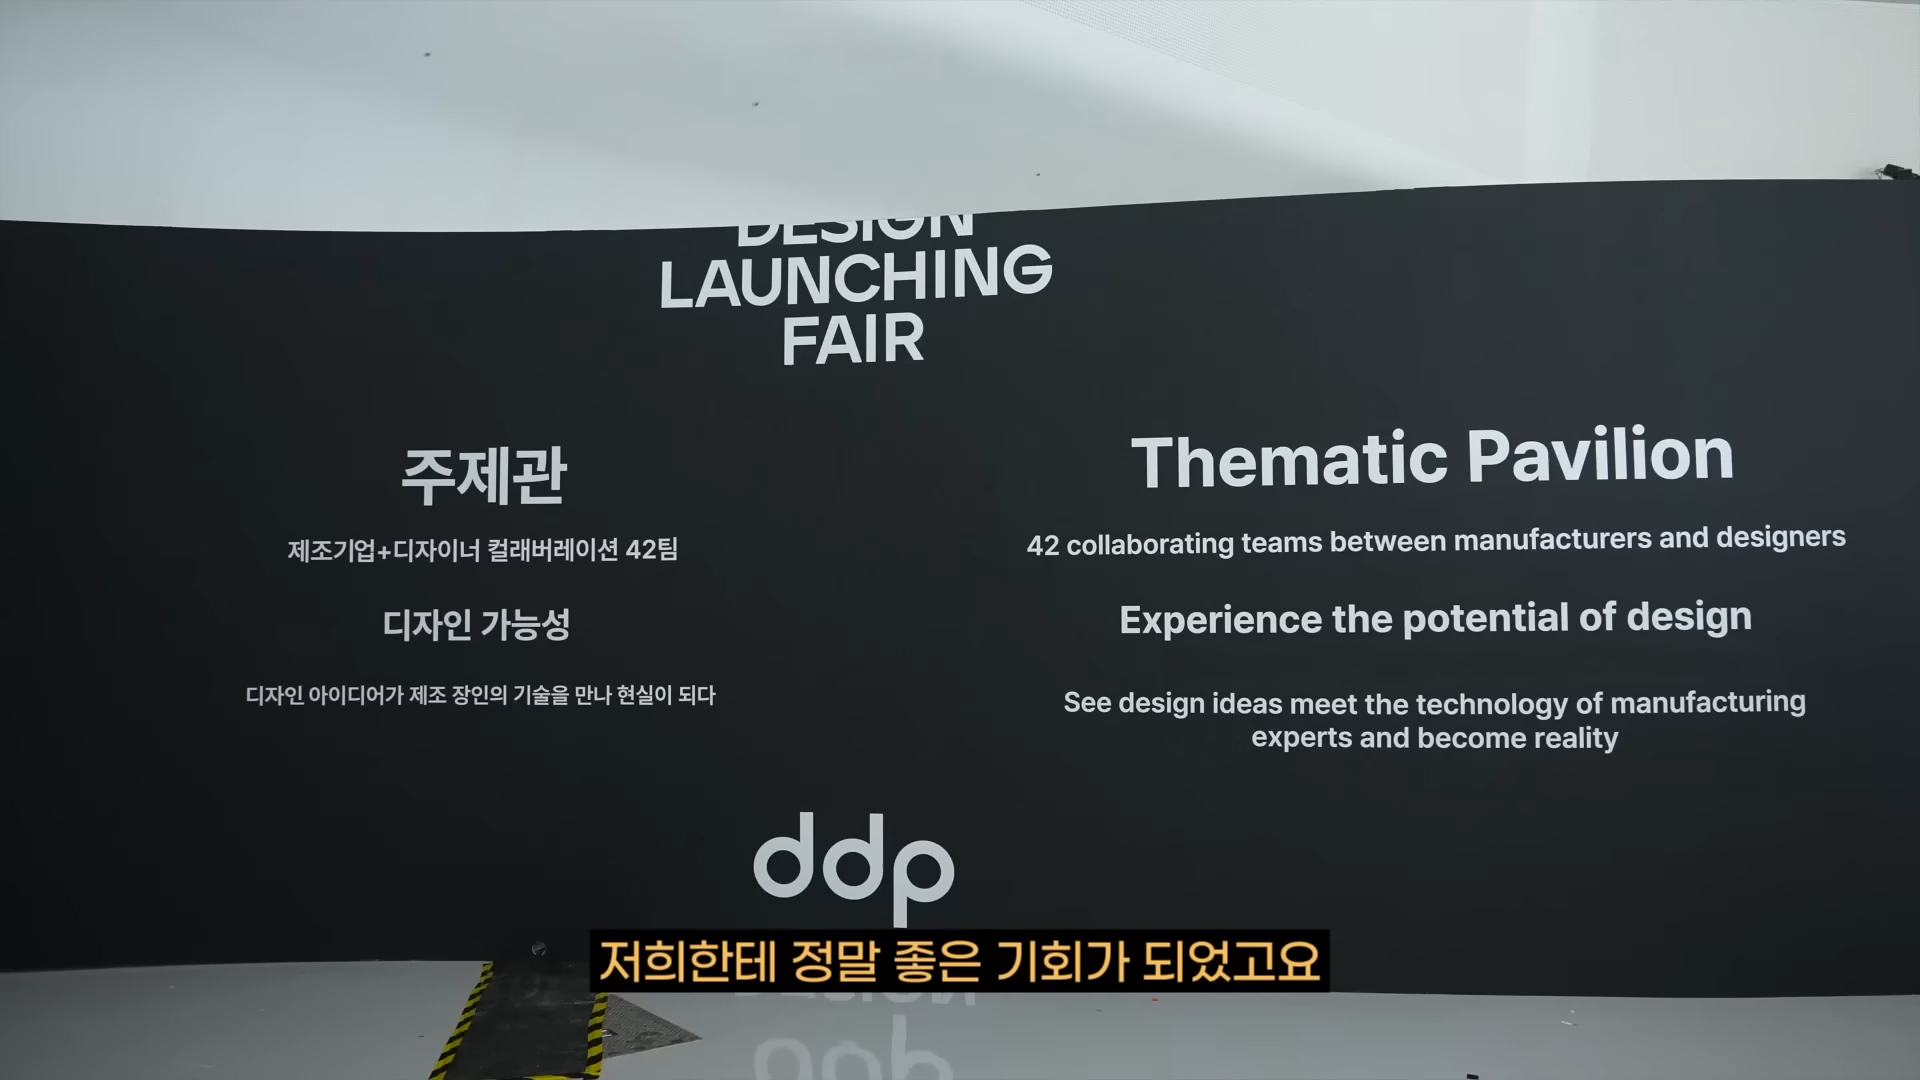 DESIGN
LAUNCHING
FAIR
주제관
제조기업+디자이너 컬래버레이션 42팀
디자인 가능성
디자인 아이디어가 제조 장인의 기술을 만나 현실이 되다
Thematic Pavilion
42 collaborating teams between manufacturers and designers
Experience the potential of design
See design ideas meet the technology of manufacturing
experts and become reality
ddp
저희한테 정말 좋은 기회가 되었고요